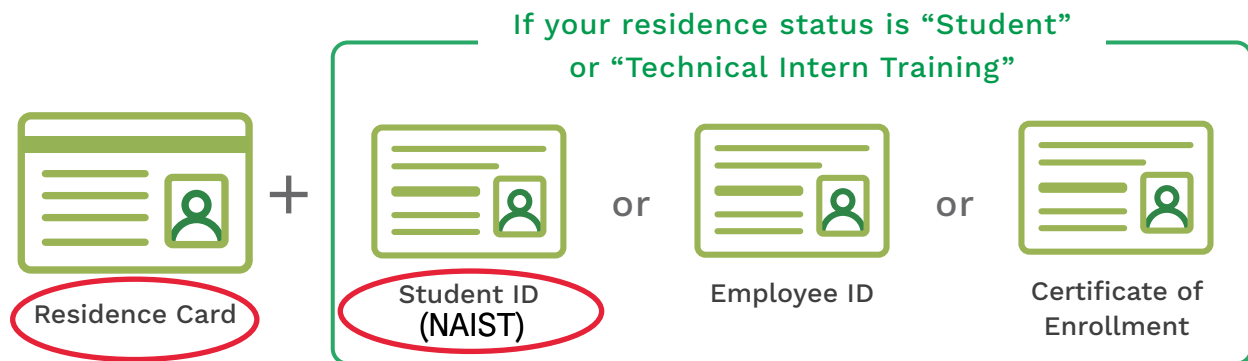 If your residence status is “Student”
or “Technical Intern Training”
+
or
or
Residence Card
Student ID
(NAIST)
Employee ID
Certificate of
Enrollment